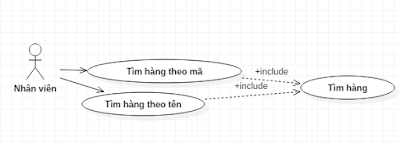 Tìm hàng theo mã
+include
Nhân viên
Tìm hàng
+include
Tìm hàng theo tên